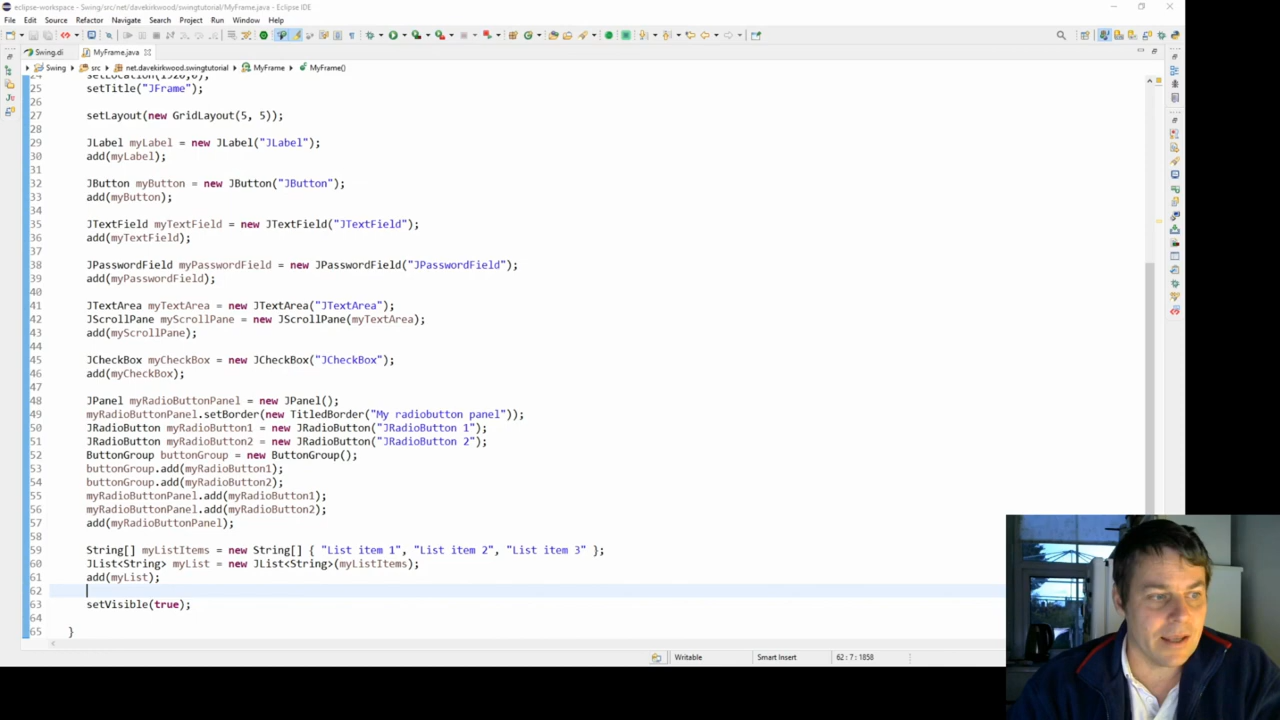 eclipse-workspace - Swing/src/net/davekirkwood/swingtutorial/MyFrame.java - Eclipse IDE
File Edit Source Refactor Navigate Search Project Run Window Help
Swing.di MyFrame.java
Swing src net.davekirkwood.swingtutorial MyFrame MyFrame()
24 setLocation(1920,0);
25 setTitle("JFrame");
26
27 setLayout(new GridLayout(5, 5));
28
29 JLabel myLabel = new JLabel("JLabel");
30 add(myLabel);
31
32 JButton myButton = new JButton("JButton");
33 add(myButton);
34
35 JTextField myTextField = new JTextField("JTextField");
36 add(myTextField);
37
38 JPasswordField myPasswordField = new JPasswordField("JPasswordField");
39 add(myPasswordField);
40
41 JTextArea myTextArea = new JTextArea("JTextArea");
42 JScrollPane myScrollPane = new JScrollPane(myTextArea);
43 add(myScrollPane);
44
45 JCheckBox myCheckBox = new JCheckBox("JCheckBox");
46 add(myCheckBox);
47
48 JPanel myRadioButtonPanel = new JPanel();
49 myRadioButtonPanel.setBorder(new TitledBorder("My radiobutton panel"));
50 JRadioButton myRadioButton1 = new JRadioButton("JRadioButton 1");
51 JRadioButton myRadioButton2 = new JRadioButton("JRadioButton 2");
52 ButtonGroup buttonGroup = new ButtonGroup();
53 buttonGroup.add(myRadioButton1);
54 buttonGroup.add(myRadioButton2);
55 myRadioButtonPanel.add(myRadioButton1);
56 myRadioButtonPanel.add(myRadioButton2);
57 add(myRadioButtonPanel);
58
59 String[] myListItems = new String[] { "List item 1", "List item 2", "List item 3" };
60 JList<String> myList = new JList<String>(myListItems);
61 add(myList);
62
63 setVisible(true);
64
65 }
Writable Smart Insert 62 : 7 : 1858